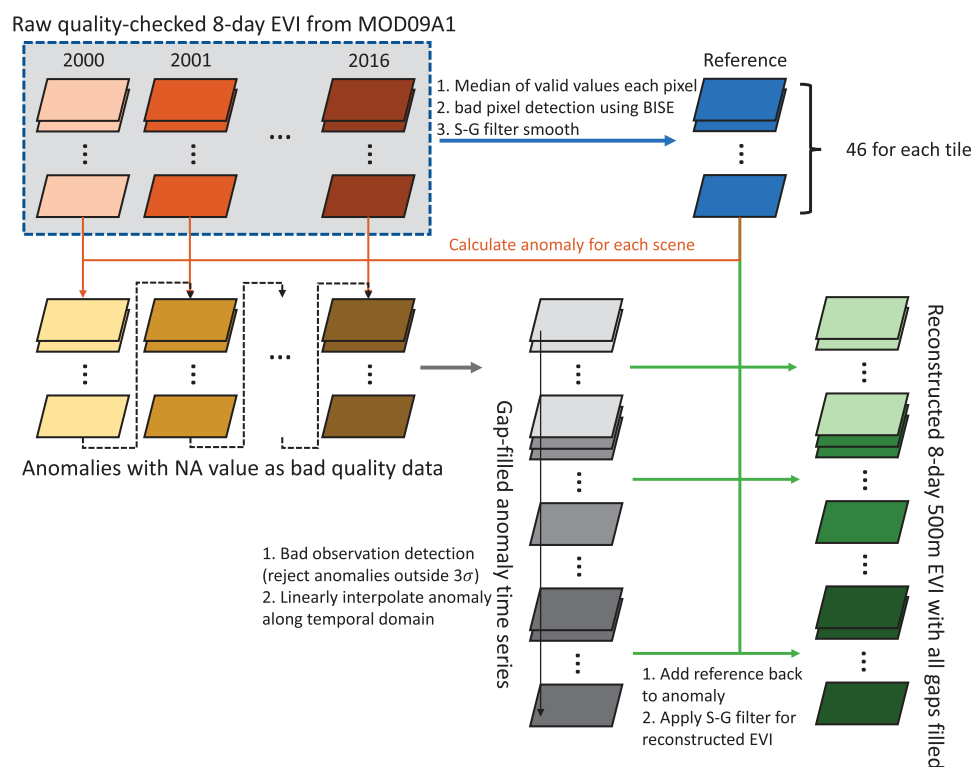 Raw quality-checked 8-day EVI from MOD09A1
2000
2001
2016
...
1. Median of valid values each pixel
2. bad pixel detection using BISE
3. S-G filter smooth
Reference
46 for each tile
Calculate anomaly for each scene
...
Anomalies with NA value as bad quality data
1. Bad observation detection
(reject anomalies outside 3σ)
2. Linearly interpolate anomaly
along temporal domain
Gap-filled anomaly time series
1. Add reference back
to anomaly
2. Apply S-G filter for
reconstructed EVI
Reconstructed 8-day 500m EVI with all gaps filled